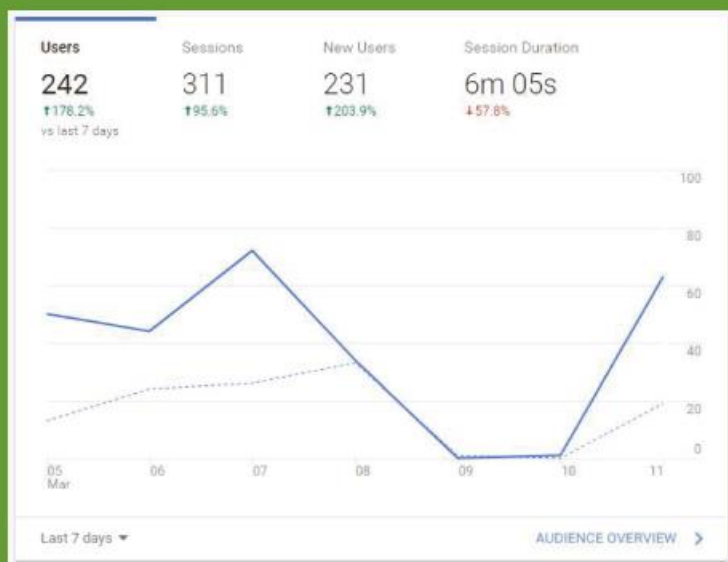 Users Sessions New Users Session Duration
242 311 231 6m 05s
↑178.2% ↑95.6% ↑203.9% ↓57.8%
vs last 7 days
100
80
60
40
20
0
05 06 07 08 09 10 11
Mar
Last 7 days ▼ AUDIENCE OVERVIEW >